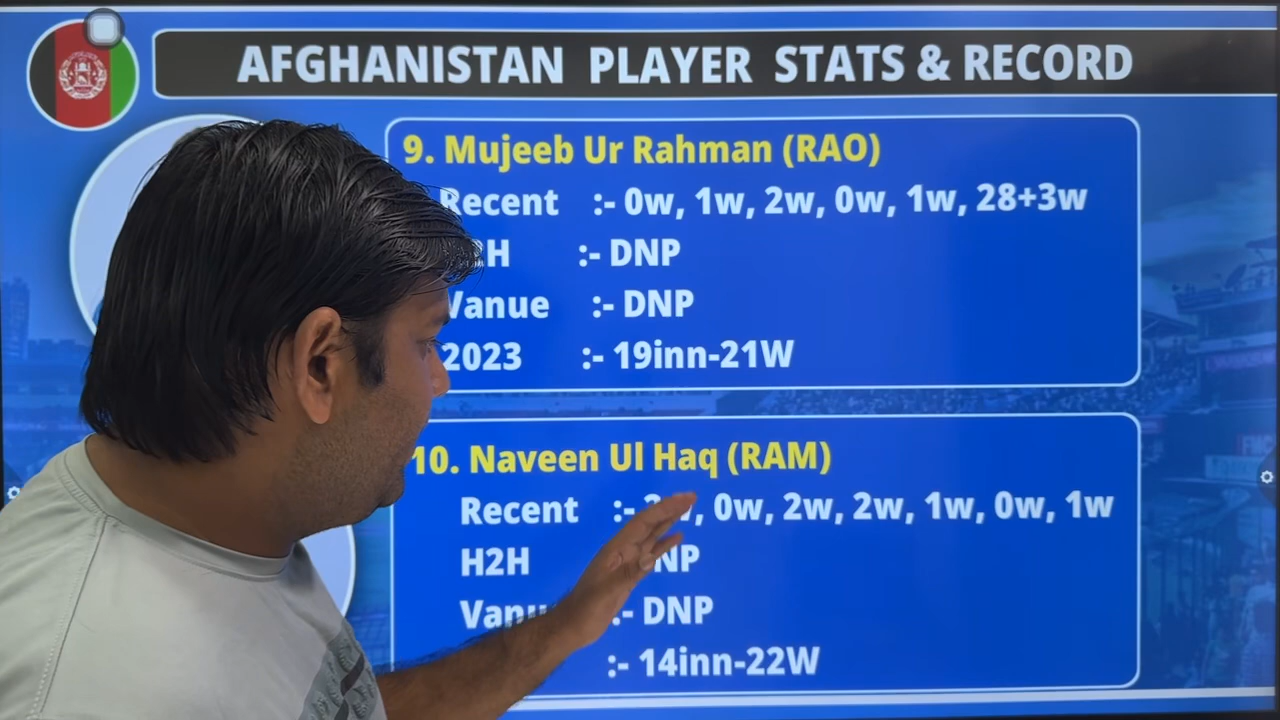 AFGHANISTAN PLAYER STATS & RECORD
9. Mujeeb Ur Rahman (RAO)
Recent :- 0w, 1w, 2w, 0w, 1w, 28+3w
:- DNP
Vanue :- DNP
2023 :- 19inn-21W
10. Naveen Ul Haq (RAM)
Recent :- 0w, 2w, 2w, 1w, 0w, 1w
H2H
:- DNP
:- 14inn-22W